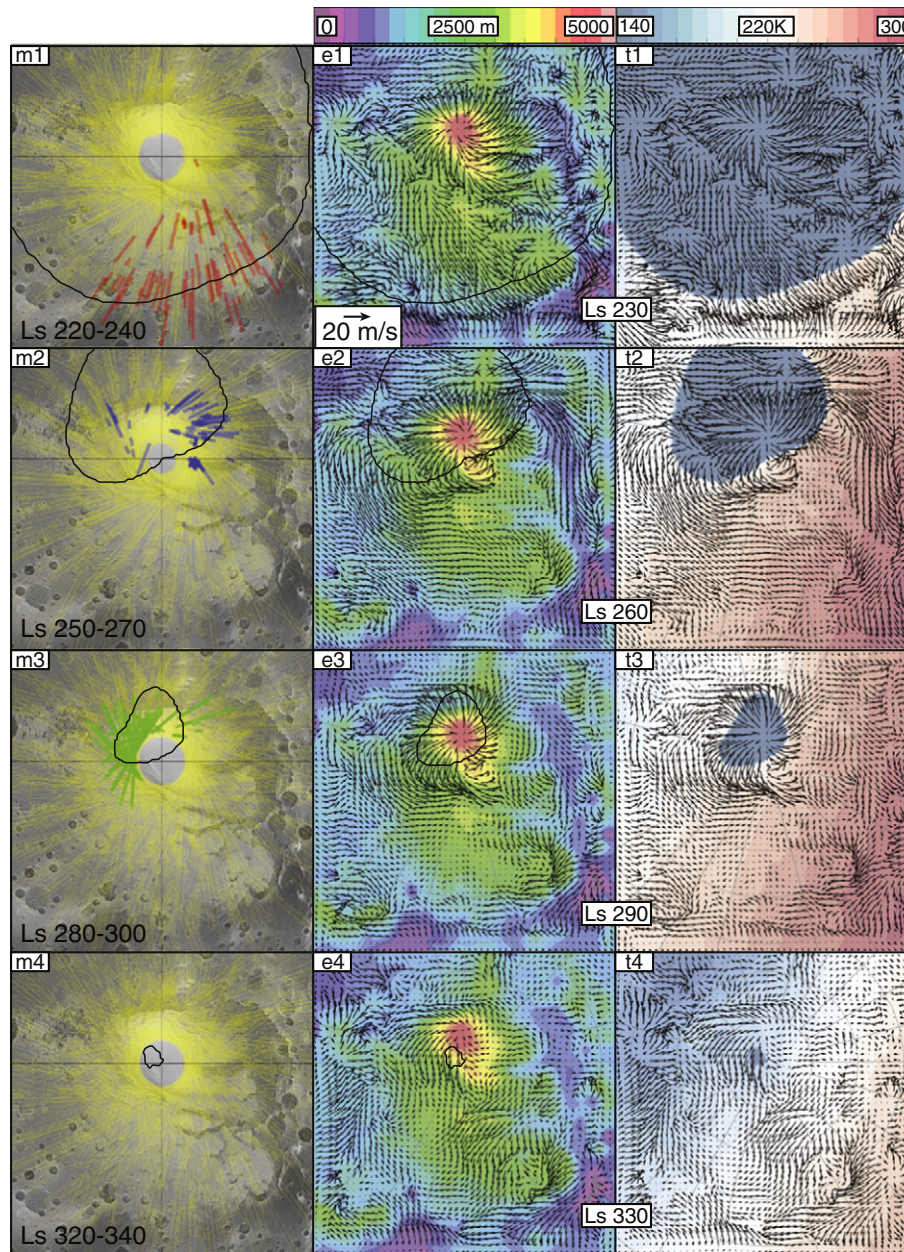 0 2500 m 5000 140 220K 300
m1 e1 t1
Ls 220-240 20 m/s Ls 230
m2 e2 t2
Ls 250-270 Ls 260
m3 e3 t3
Ls 280-300 Ls 290
m4 e4 t4
Ls 320-340 Ls 330